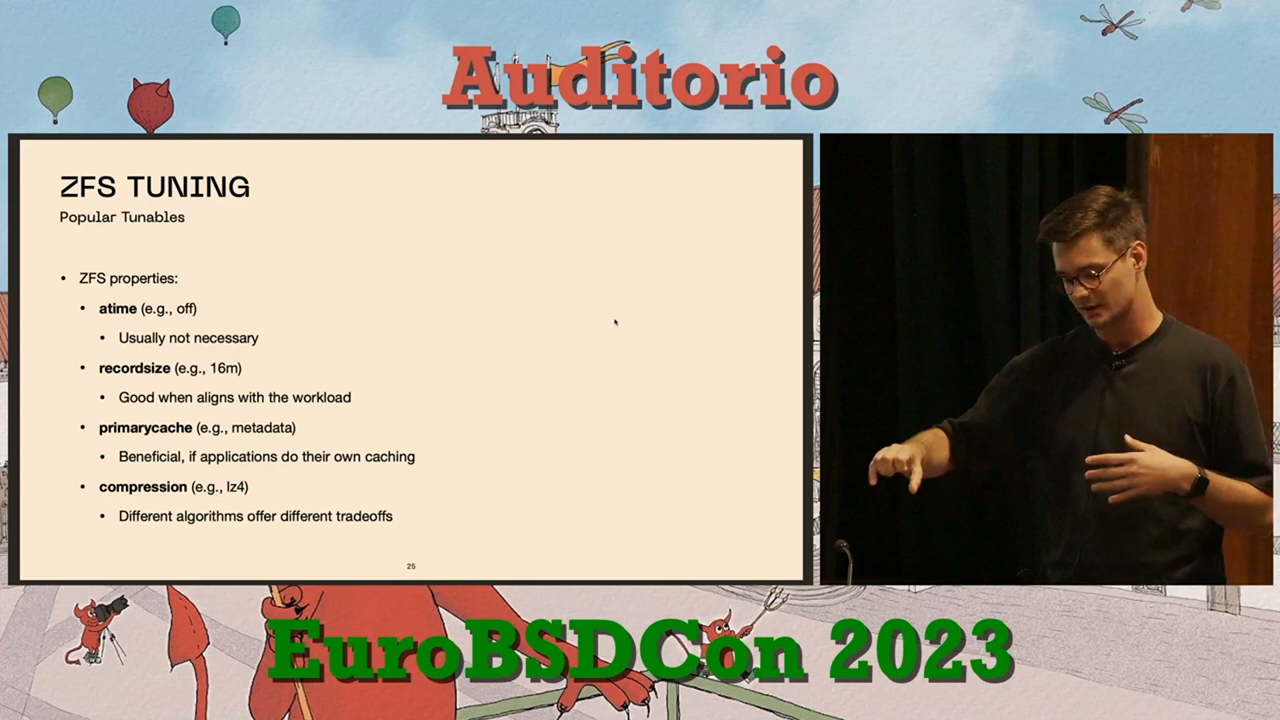 Auditorio
ZFS TUNING
Popular Tunables
• ZFS properties:
• atime (e.g., off)
• Usually not necessary
• recordsize (e.g., 16m)
• Good when aligns with the workload
• primarycache (e.g., metadata)
• Beneficial, if applications do their own caching
• compression (e.g., lz4)
• Different algorithms offer different tradeoffs
25
EuroBSDCon 2023